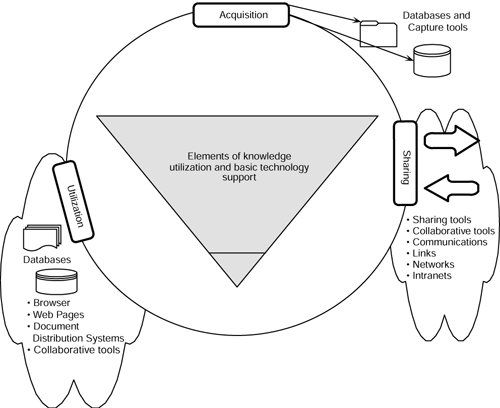 Acquisition
Databases and
Capture tools
Elements of knowledge
utilization and basic technology
support
Sharing
• Sharing tools
• Collaborative tools
• Communications
• Links
• Networks
• Intranets
Utilization
Databases
• Browser
• Web Pages
• Document
Distribution Systems
• Collaborative tools